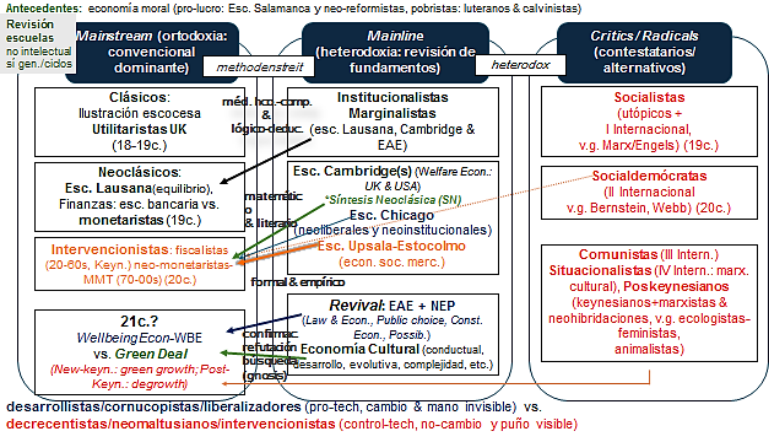 Antecedentes: economía moral (pro-lucro: Esc. Salamanca y neo-reformistas, pobristas: luteranos & calvinistas)
Revisión
escuelas
no intelectual
sí gen./cidos
Mainstream (ortodoxia:
convencional
dominante)
methodenstreit
Mainline
(heterodoxia: revisión de
fundamentos)
heterodox
Critics/Radicals
(contestatarios/
alternativos)
Clásicos:
Ilustración escocesa
Utilitaristas UK
(18-19c.)
méd. hco.-comp.
&
lógico-deduc.
Institucionalistas
Marginalistas
(esc. Lausana, Cambridge &
EAE)
Socialistas
(utópicos +
I Internacional,
v.g. Marx/Engels) (19c.)
Neoclásicos:
Esc. Lausana(equilibrio),
Finanzas: esc. bancaria vs.
monetaristas (19c.)
matemátic
o
& literario
Esc. Cambridge(s) (Welfare Econ.:
UK & USA)
*Síntesis Neoclásica (SN)
Esc. Chicago
(neoliberales y neoinstitucionales)
Esc. Upsala-Estocolmo
(econ. soc. merc.)
Socialdemócratas
(II Internacional
v.g. Bernstein, Webb) (20c.)
Intervencionistas: fiscalistas
(20-60s, Keyn.) neo-monetaristas-
MMT (70-00s) (20c.)
formal & empírico
Comunistas (III Intern.)
Situacionalistas (IV Intern.: marx.
cultural), Poskeynesianos
(keynesianos+marxistas &
neohibridaciones, v.g. ecologistas-
feministas,
animalistas)
21c.?
WellbeingEcon-WBE
vs. Green Deal
(New-keyn.: green growth; Post-
Keyn.: degrowth)
confirmac.
refutación
búsqueda
(gnosis)
Revival: EAE + NEP
(Law & Econ., Public choice, Const.
Econ., Possib.)
Economía Cultural (conductual,
desarrollo, evolutiva, complejidad, etc.)
desarrollistas/cornucopistas/liberalizadores (pro-tech, cambio & mano invisible) vs.
decrecentistas/neomaltusianos/intervencionistas (control-tech, no-cambio y puño visible)